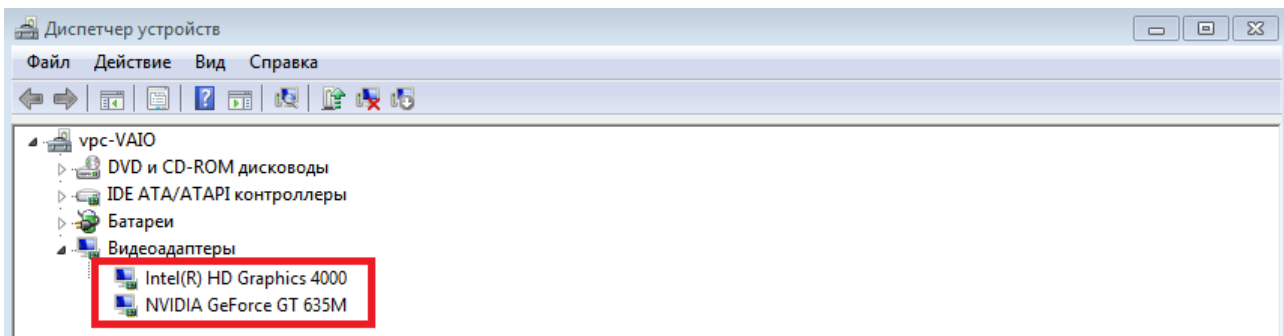 Диспетчер устройств
Файл Действие Вид Справка
vpc-VAIO
DVD и CD-ROM дисководы
IDE ATA/ATAPI контроллеры
Батареи
Видеоадаптеры
Intel(R) HD Graphics 4000
NVIDIA GeForce GT 635M